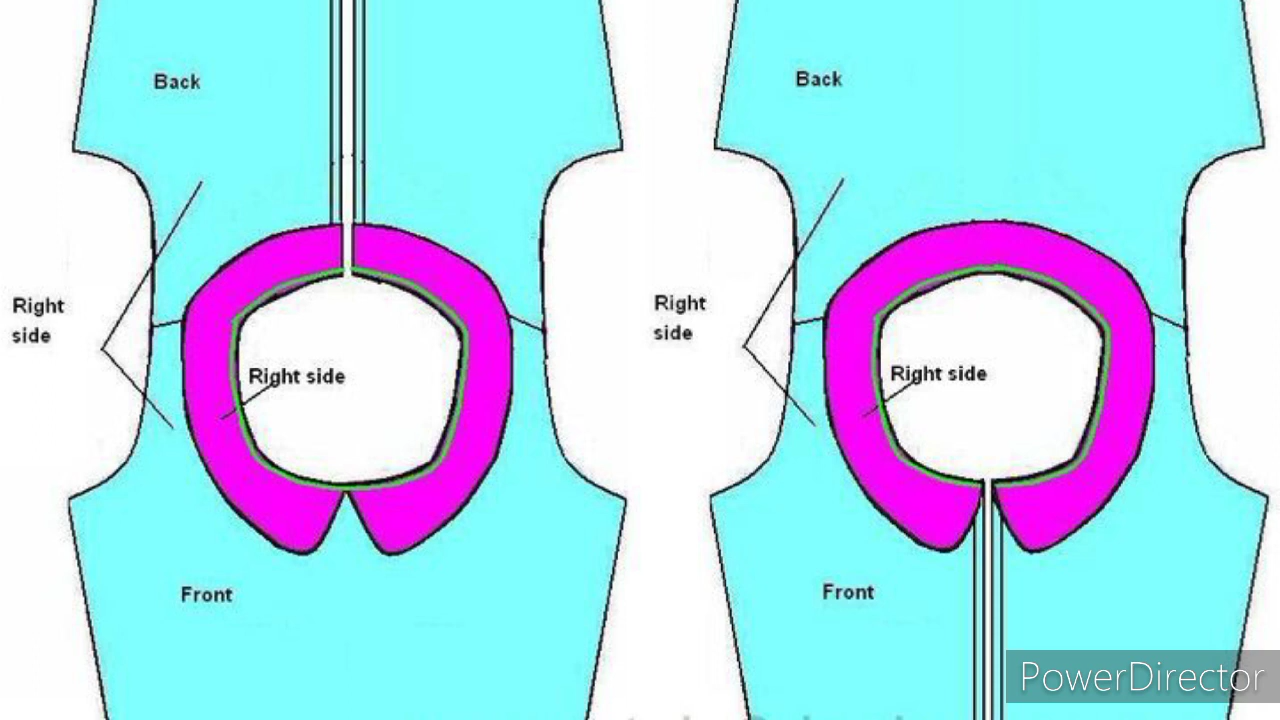 Back
Back
Right
side
Right
side
Right side
Right side
Front
Front
PowerDirector